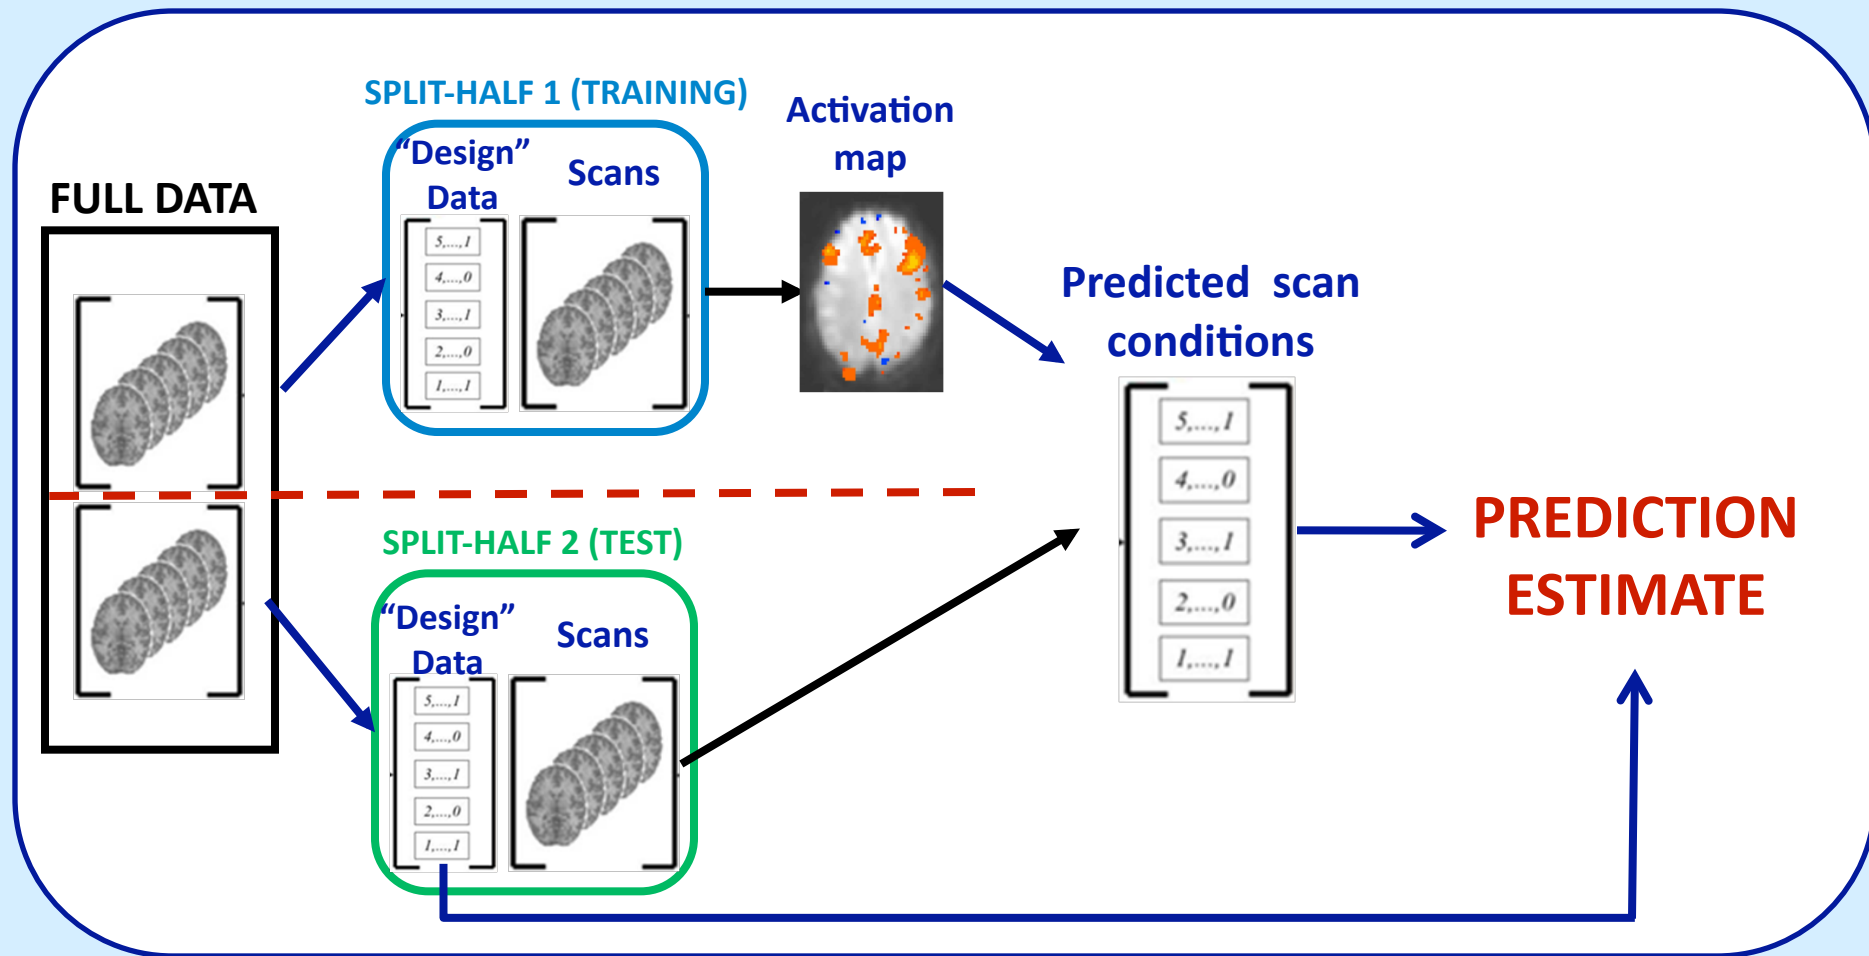 FULL DATA
SPLIT-HALF 1 (TRAINING)
“Design”
Data
Scans
5,...,1
4,...,0
3,...,1
2,...,0
1,...,1
Activation
map
SPLIT-HALF 2 (TEST)
“Design”
Data
Scans
5,...,1
4,...,0
3,...,1
2,...,0
1,...,1
Predicted scan
conditions
5,...,1
4,...,0
3,...,1
2,...,0
1,...,1
PREDICTION
ESTIMATE